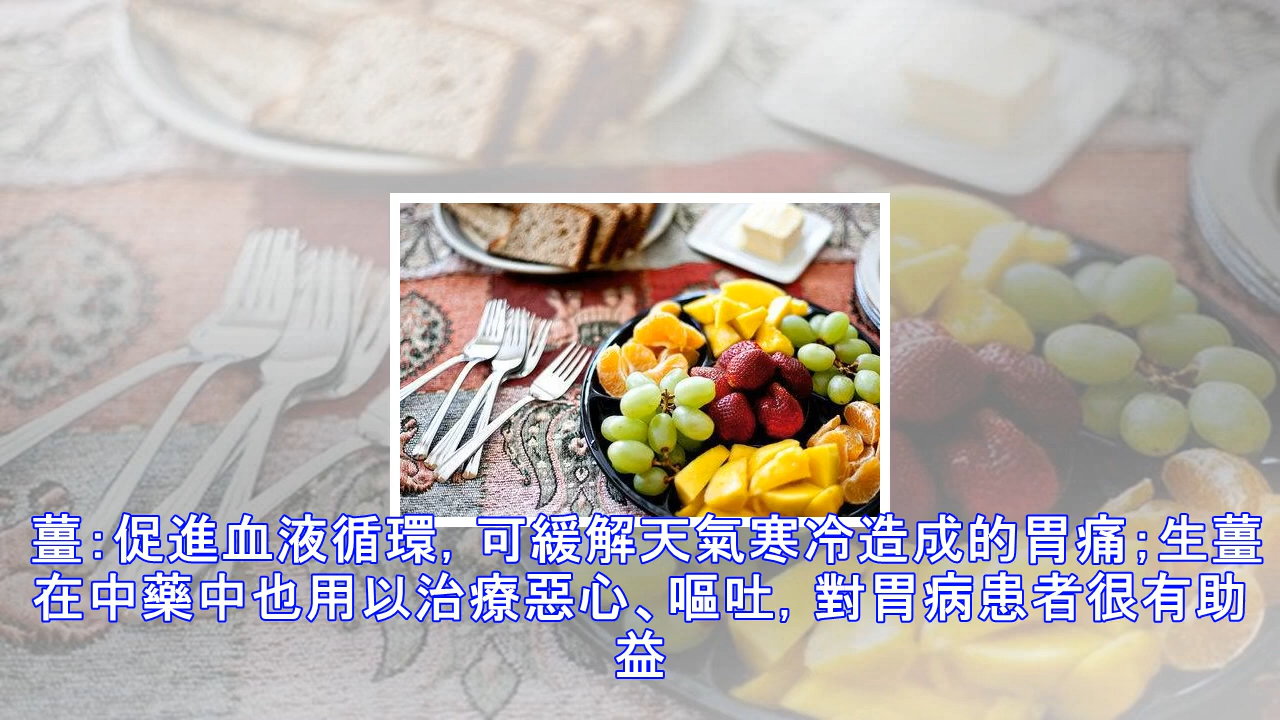 薑:促進血液循環, 可緩解天氣寒冷造成的胃痛;生薑
在中藥中也用以治療惡心、嘔吐, 對胃病患者很有助
益